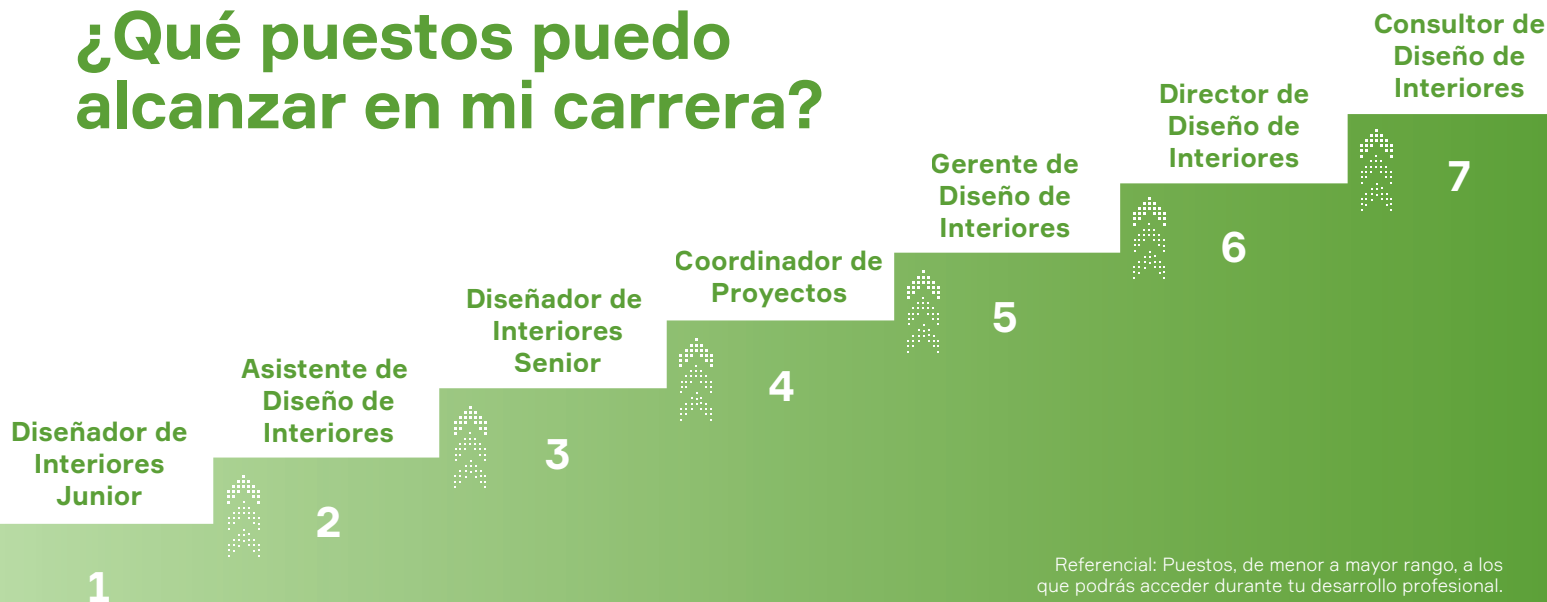 ¿Qué puestos puedo
alcanzar en mi carrera?
Diseñador de
Interiores
Junior
1
Asistente de
Diseño de
Interiores
2
Diseñador de
Interiores
Senior
3
Coordinador de
Proyectos
4
Gerente de
Diseño de
Interiores
5
Director de
Diseño de
Interiores
6
Consultor de
Diseño de
Interiores
7
Referencial: Puestos, de menor a mayor rango, a los
que podrás acceder durante tu desarrollo profesional.